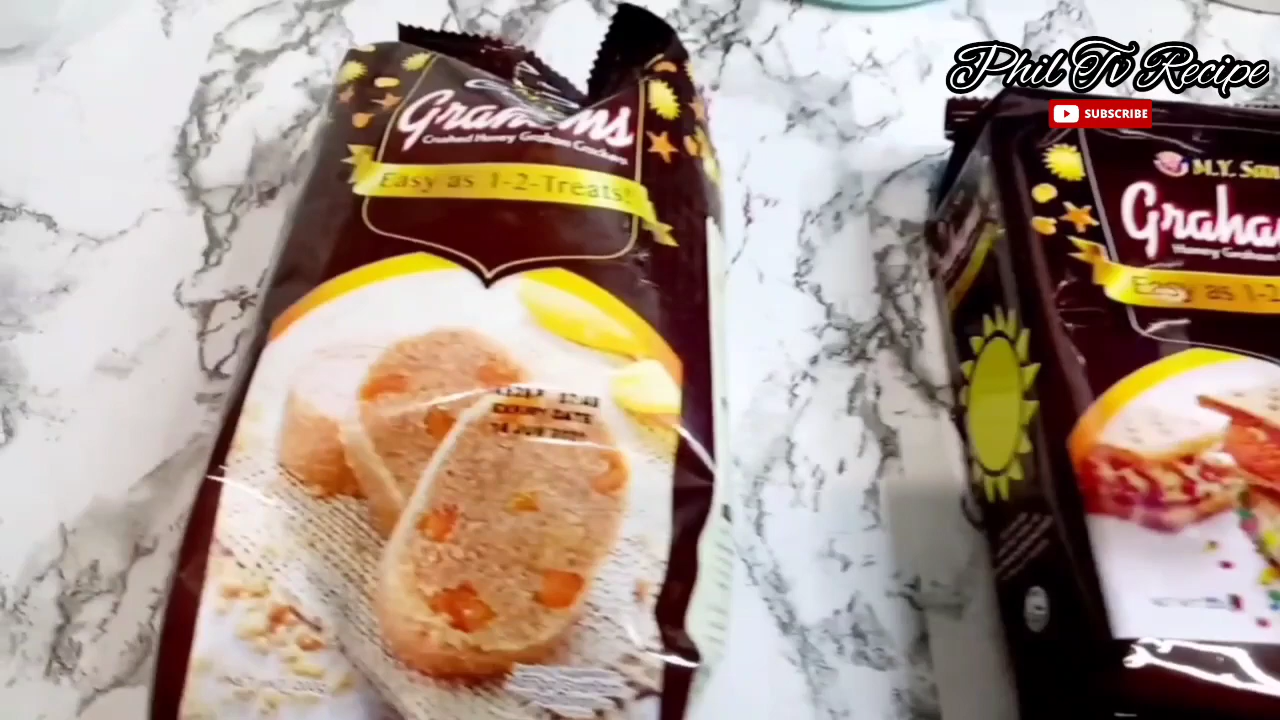 Phil Tv Recipe
SUBSCRIBE
Grahams
Crushed Honey Graham Crackers
Easy as 1-2-Treats!
EXPIRY DATE
M.Y. San
Graha
Honey Graham
Easy as 1-2